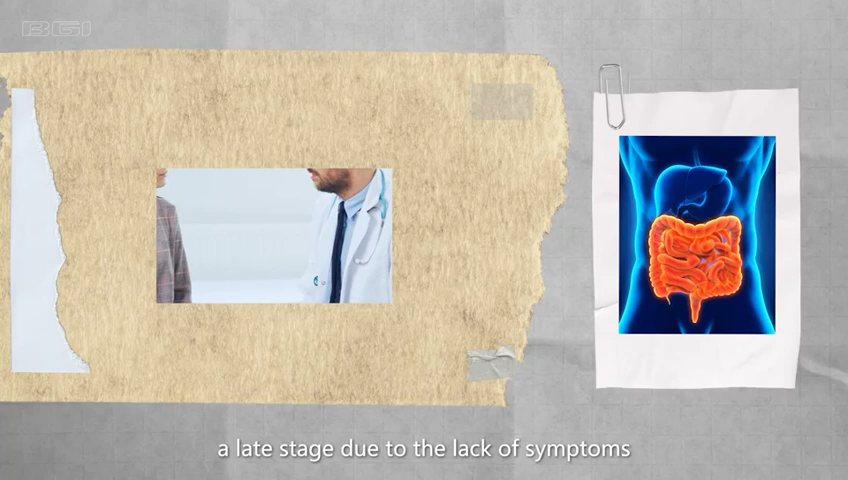 BGI
a late stage due to the lack of symptoms